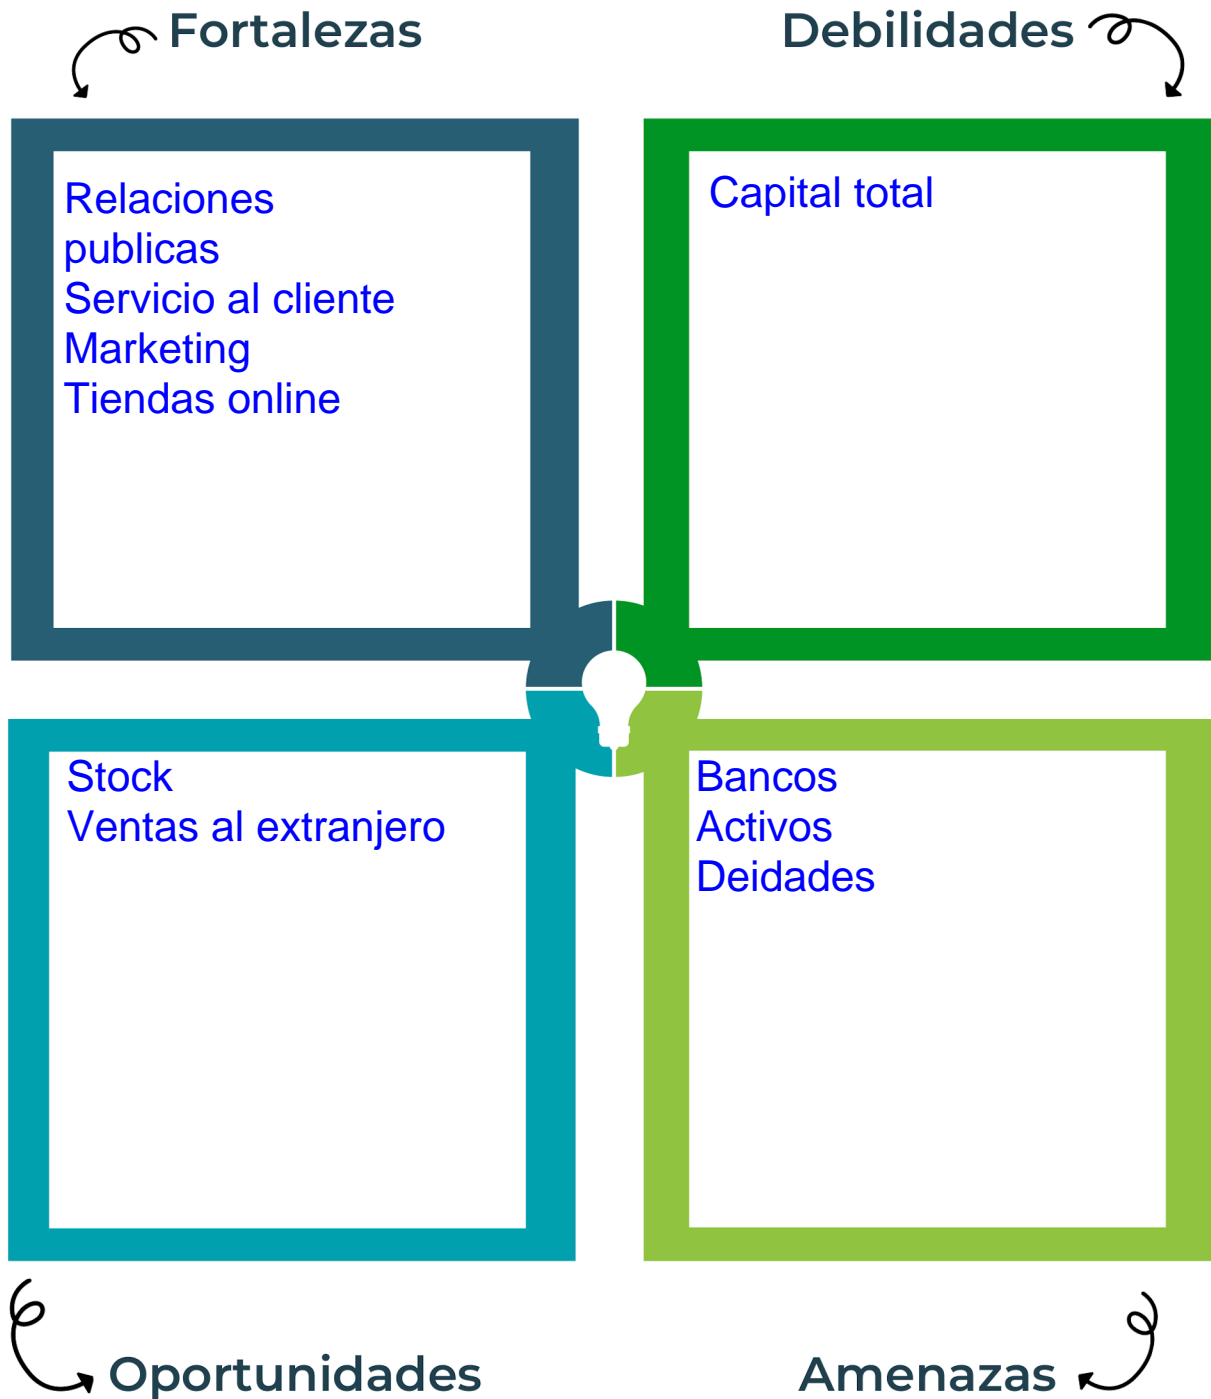 Fortalezas
Debilidades
Relaciones
publicas
Servicio al cliente
Marketing
Tiendas online
Capital total
Stock
Ventas al extranjero
Bancos
Activos
Deidades
Oportunidades
Amenazas